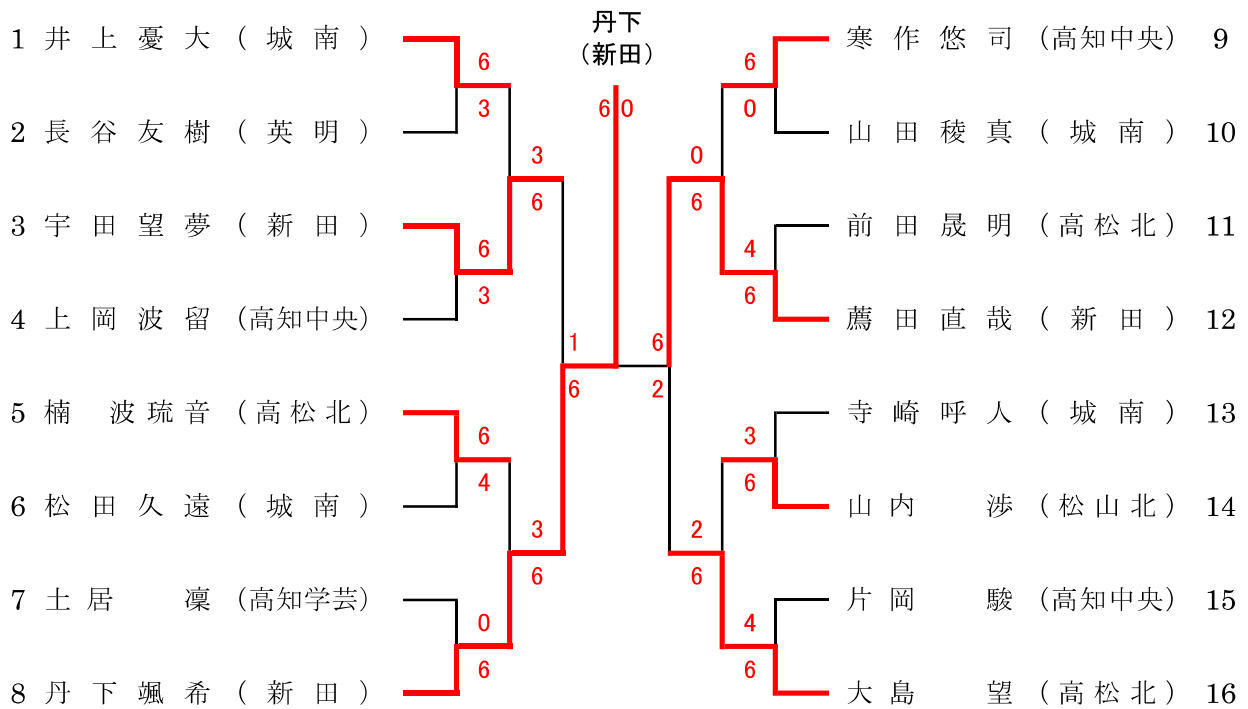 丹下
(新田)
6 0
1 井上憂大 (城南)
2 長谷友樹 (英明)
3 宇田望夢 (新田)
4 上岡波留 (高知中央)
5 楠 波琉音 (高松北)
6 松田久遠 (城南)
7 土居 凜 (高知学芸)
8 丹下颯希 (新田)
6
3
6
3
6
4
0
6
3
6
3
6
1
6
6
2
0
6
2
6
6
0
4
6
3
6
4
6
寒作悠司 (高知中央) 9
山田稜真 (城南) 10
前田晟明 (高松北) 11
薦田直哉 (新田) 12
寺崎呼人 (城南) 13
山内 渉 (松山北) 14
片岡 駿 (高知中央) 15
大島 望 (高松北) 16